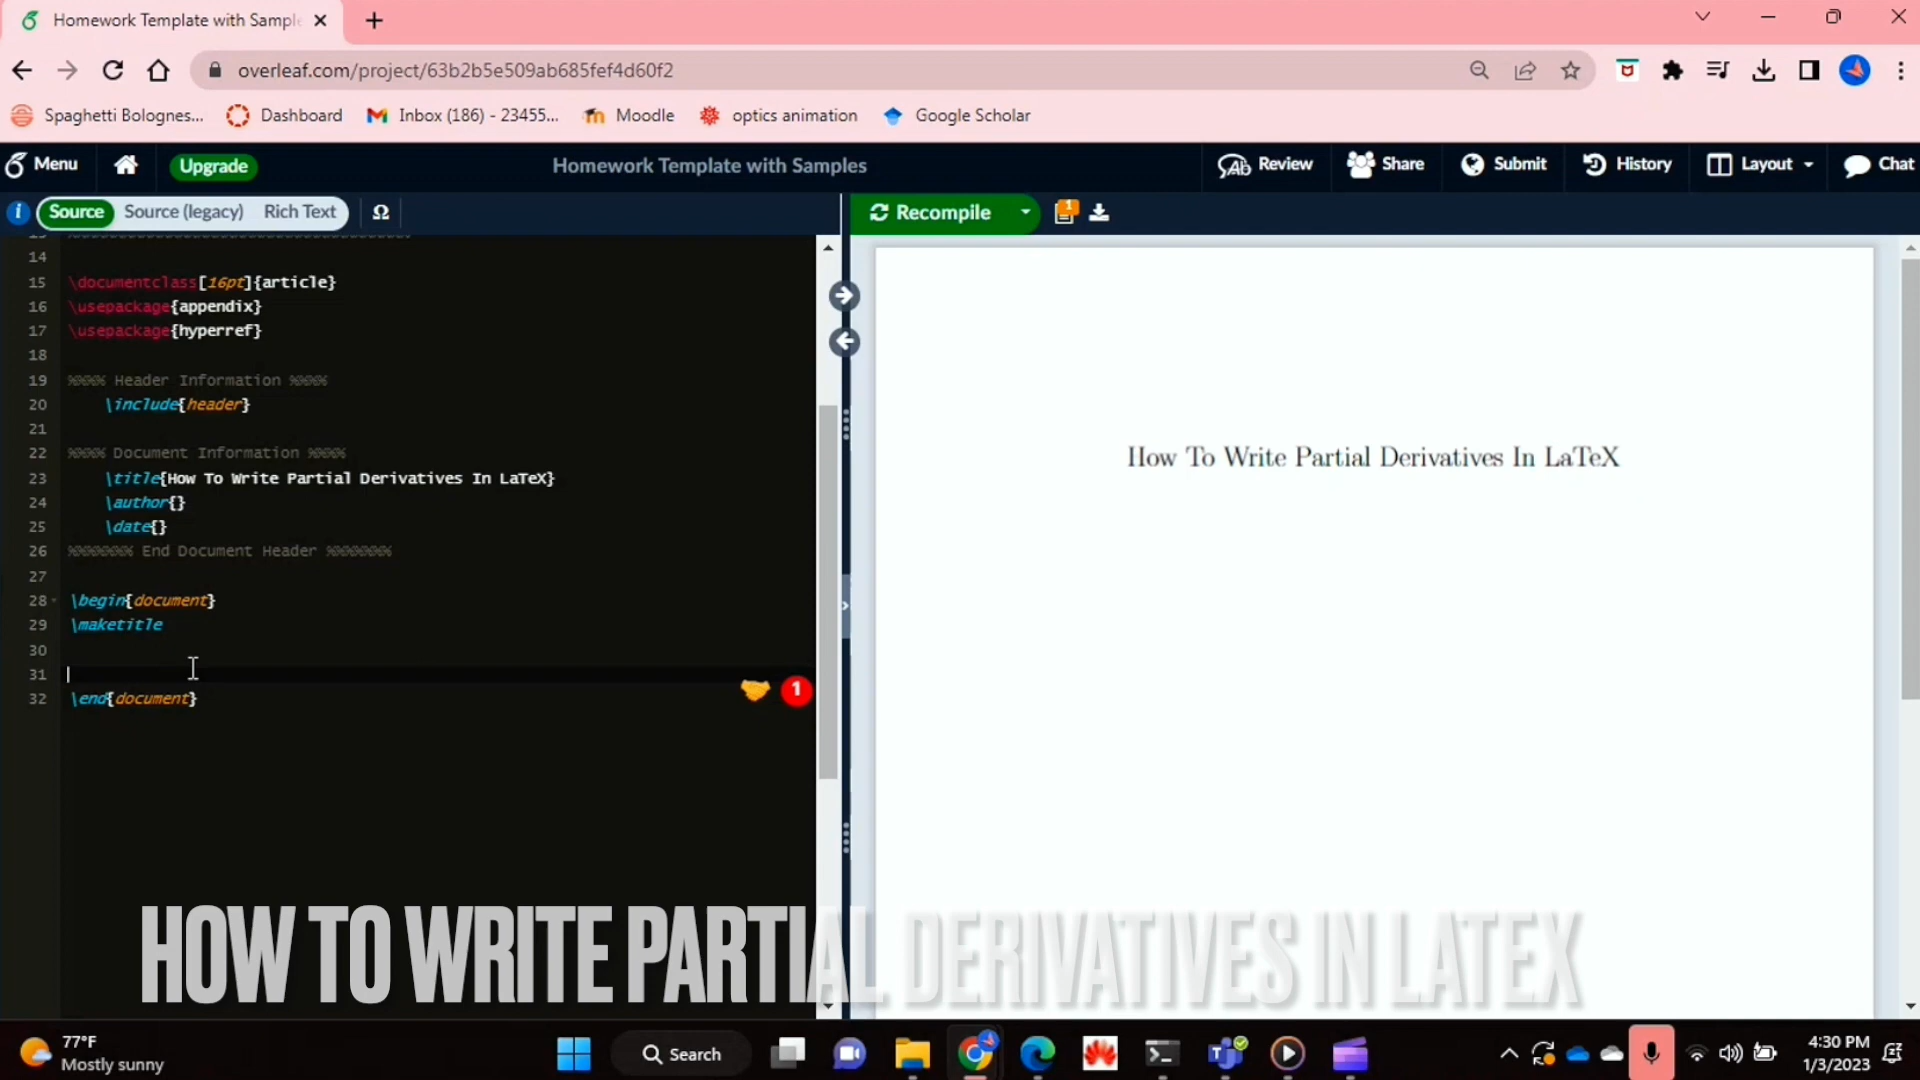 Homework Template with Sample
overleaf.com/project/63b2b5e509ab685fef4d60f2
Spaghetti Bolognes... Dashboard Inbox (186) - 23455... Moodle optics animation Google Scholar
Menu Upgrade Homework Template with Samples Review Share Submit History Layout Chat
Source Source (legacy) Rich Text Ω Recompile 1
14
15 \documentclass[16pt]{article}
16 \usepackage{appendix}
17 \usepackage{hyperref}
18
19 %%%% Header Information %%%%
20 \include{header}
21
22 %%%% Document Information %%%%
23 \title{How To Write Partial Derivatives In LaTeX}
24 \author{}
25 \date{}
26 %%%%%%% End Document Header %%%%%%%
27
28 \begin{document}
29 \maketitle
30
31
32 \end{document}
1
How To Write Partial Derivatives In LaTeX
HOW TO WRITE PARTIAL DERIVATIVES IN LATEX
77°F
Mostly sunny
Search
4:30 PM
1/3/2023